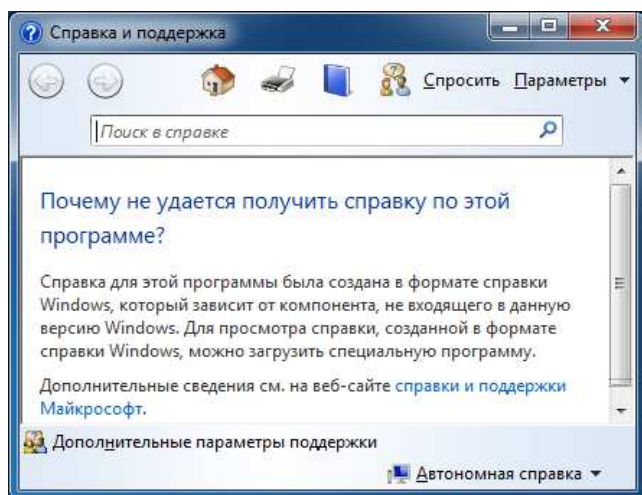 Справка и поддержка
Спросить Параметры
Поиск в справке
Почему не удается получить справку по этой
программе?
Справка для этой программы была создана в формате справки
Windows, который зависит от компонента, не входящего в данную
версию Windows. Для просмотра справки, созданной в формате
справки Windows, можно загрузить специальную программу.
Дополнительные сведения см. на веб-сайте справки и поддержки
Майкрософт.
Дополнительные параметры поддержки
Автономная справка